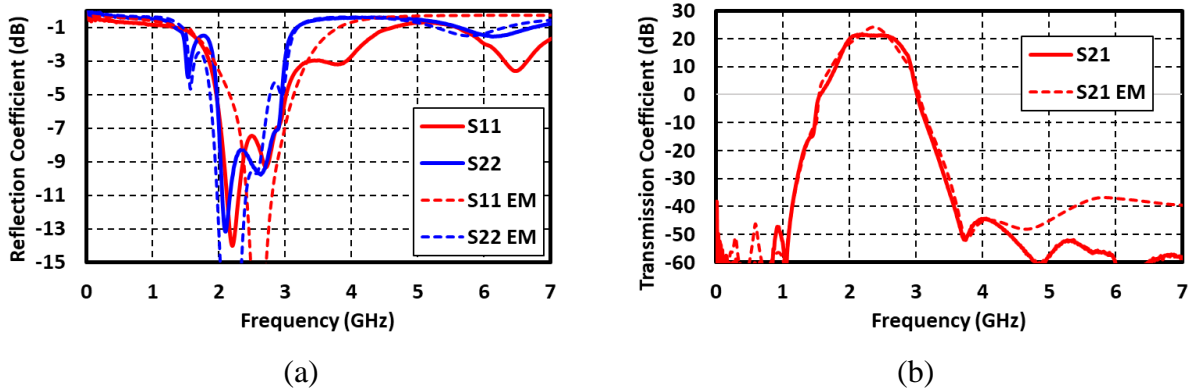 Reflection Coefficient (dB)
-1
-3
-5
-7
-9
-11
-13
-15
0 1 2 3 4 5 6 7
Frequency (GHz)
S11
S22
S11 EM
S22 EM
(a)
Transmission Coefficient (dB)
30
20
10
0
-10
-20
-30
-40
-50
-60
0 1 2 3 4 5 6 7
Frequency (GHz)
S21
S21 EM
(b)